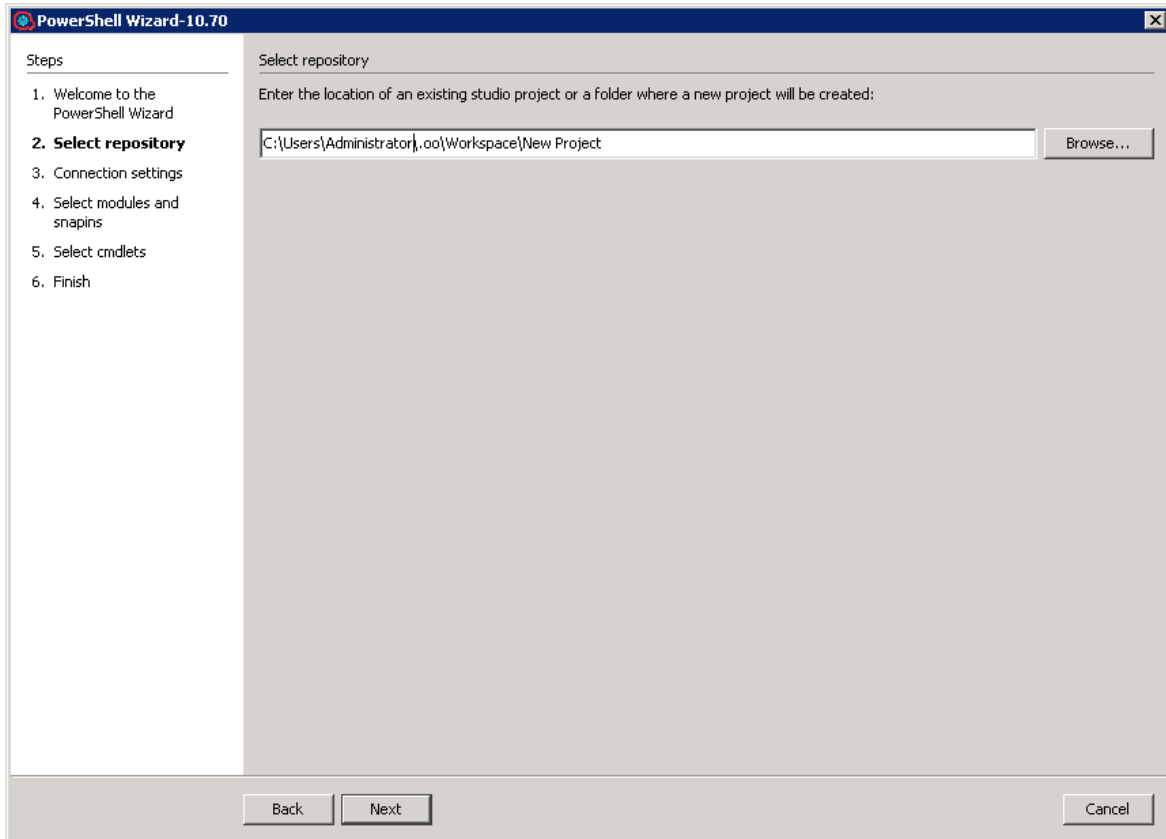 PowerShell Wizard-10.70
Steps
1. Welcome to the
PowerShell Wizard
2. Select repository
3. Connection settings
4. Select modules and
snapins
5. Select cmdlets
6. Finish
Select repository
Enter the location of an existing studio project or a folder where a new project will be created:
C:\Users\Administrator\.oo\Workspace\New Project
Browse...
Back
Next
Cancel